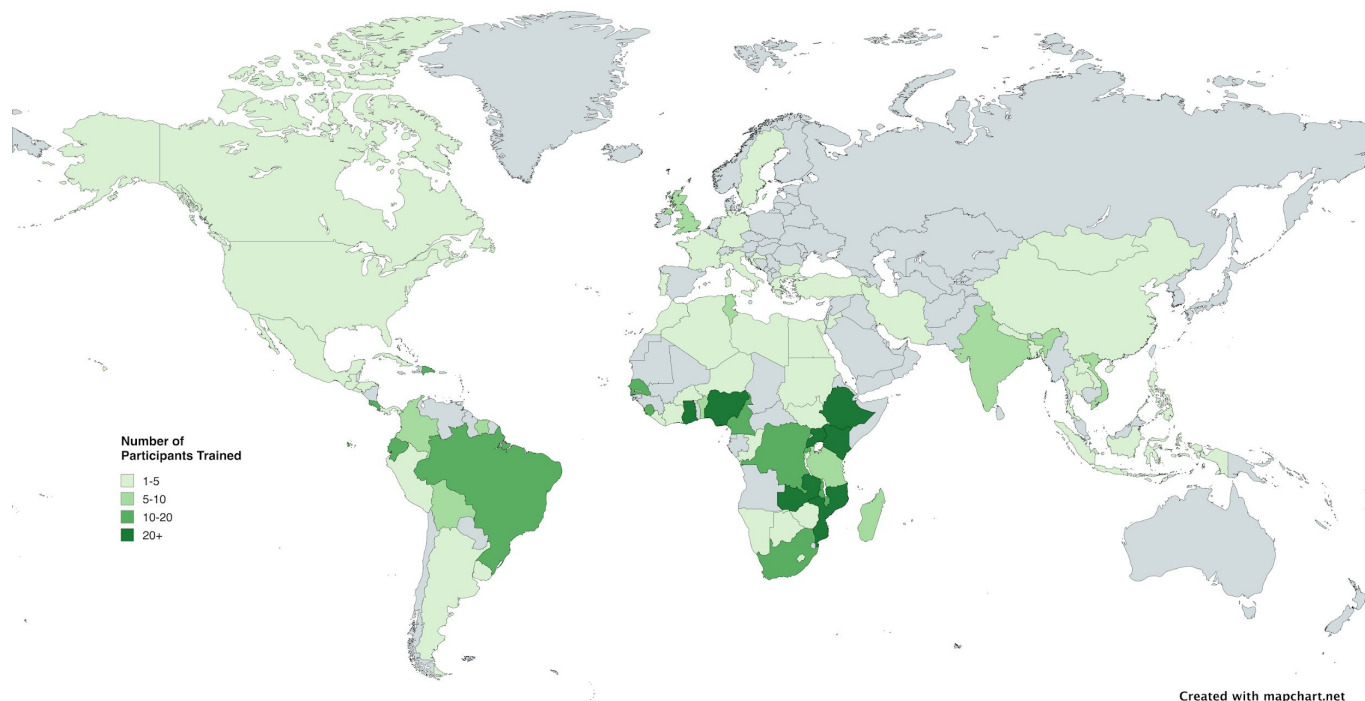 Number of
Participants Trained
1-5
5-10
10-20
20+
Created with mapchart.net